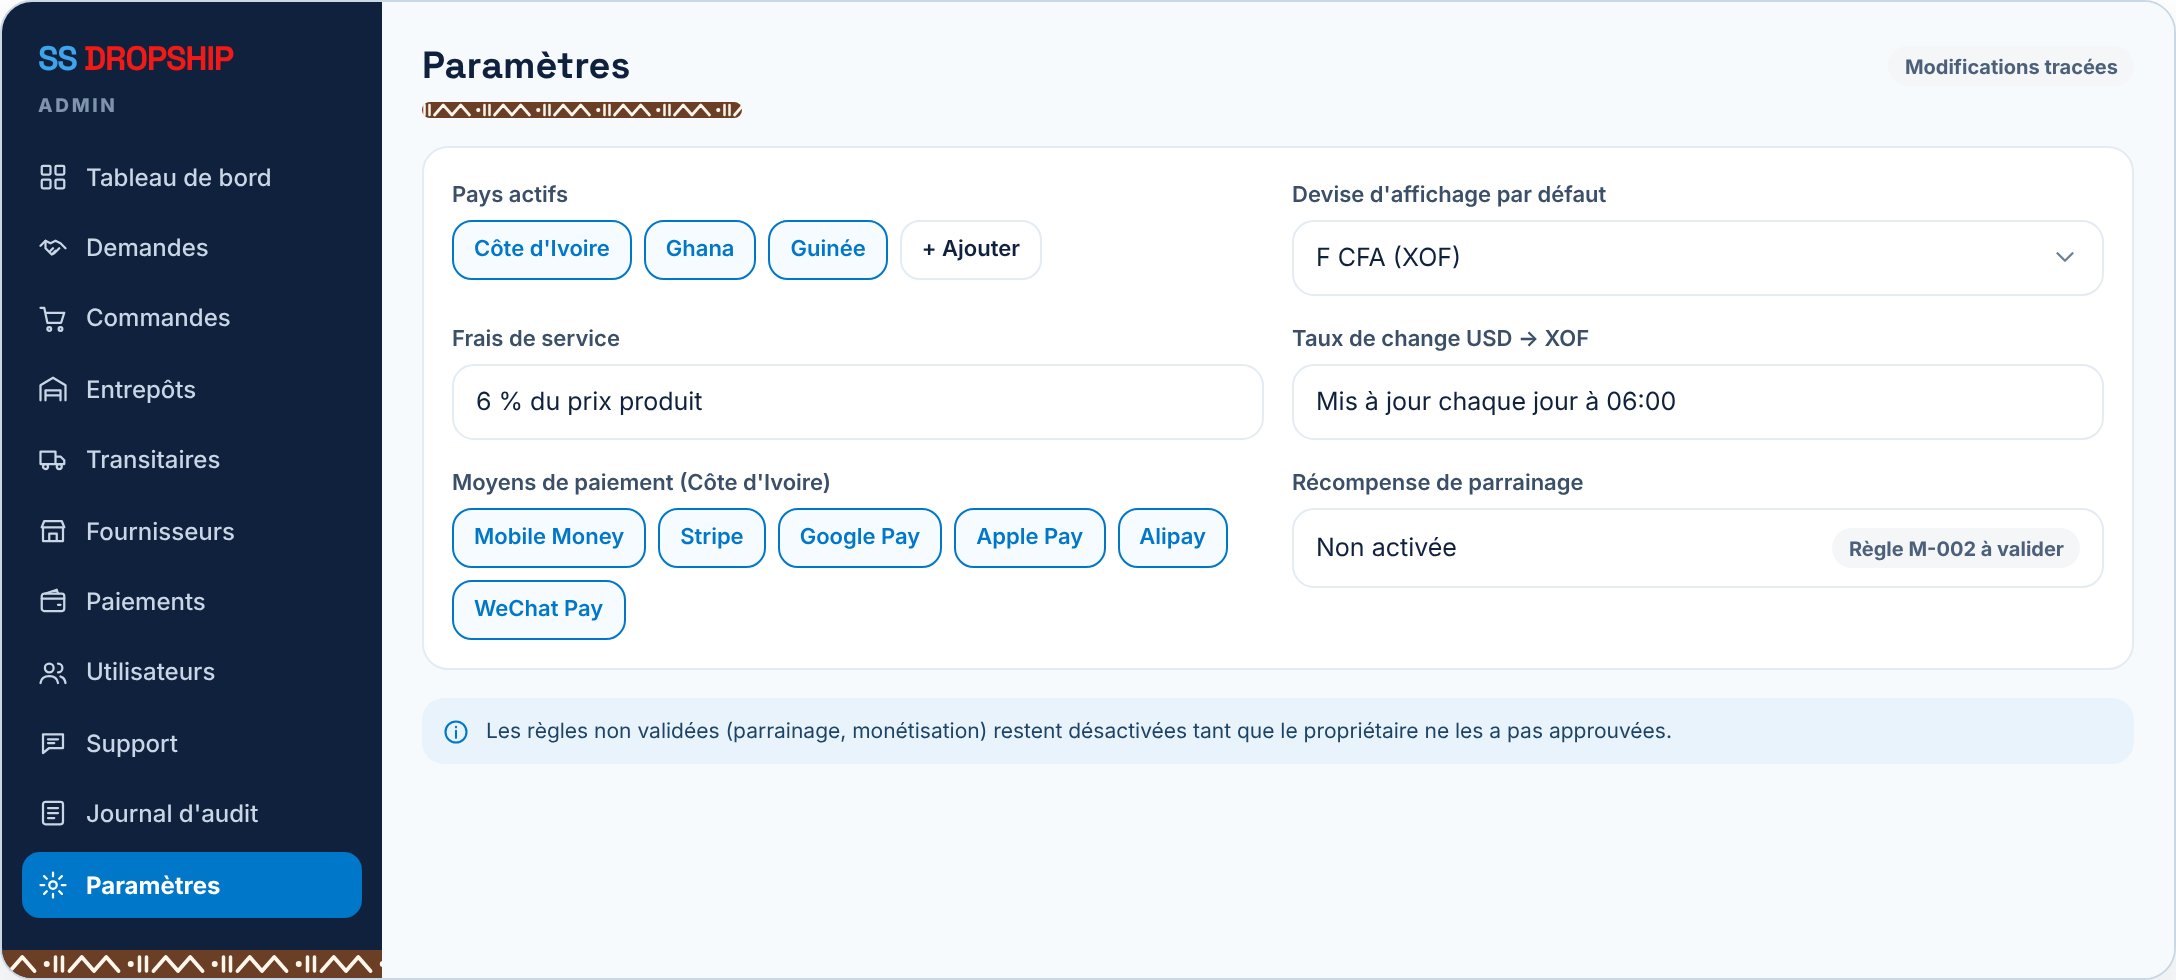 SS DROPSHIP
ADMIN
Tableau de bord
Demandes
Commandes
Entrepôts
Transitaires
Fournisseurs
Paiements
Utilisateurs
Support
Journal d'audit
Paramètres
Paramètres
Modifications tracées
Pays actifs
Côte d'Ivoire
Ghana
Guinée
+ Ajouter
Devise d'affichage par défaut
F CFA (XOF)
Frais de service
6 % du prix produit
Taux de change USD → XOF
Mis à jour chaque jour à 06:00
Moyens de paiement (Côte d'Ivoire)
Mobile Money
Stripe
Google Pay
Apple Pay
Alipay
WeChat Pay
Récompense de parrainage
Non activée
Règle M-002 à valider
Les règles non validées (parrainage, monétisation) restent désactivées tant que le propriétaire ne les a pas approuvées.